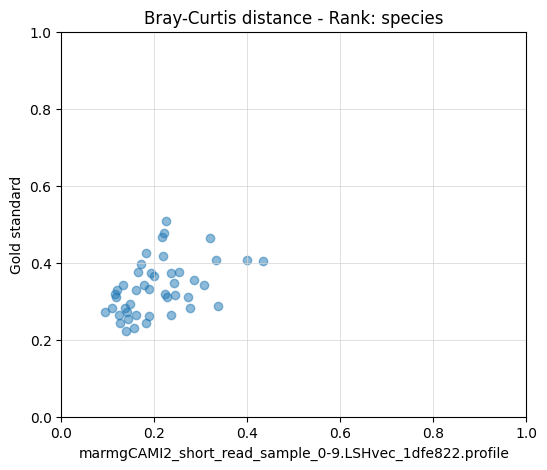 Bray-Curtis distance - Rank: species
1.0
0.8
0.6
0.4
0.2
0.0
Gold standard
0.0 0.2 0.4 0.6 0.8 1.0
marmgCAMI2_short_read_sample_0-9.LSHvec_1dfe822.profile